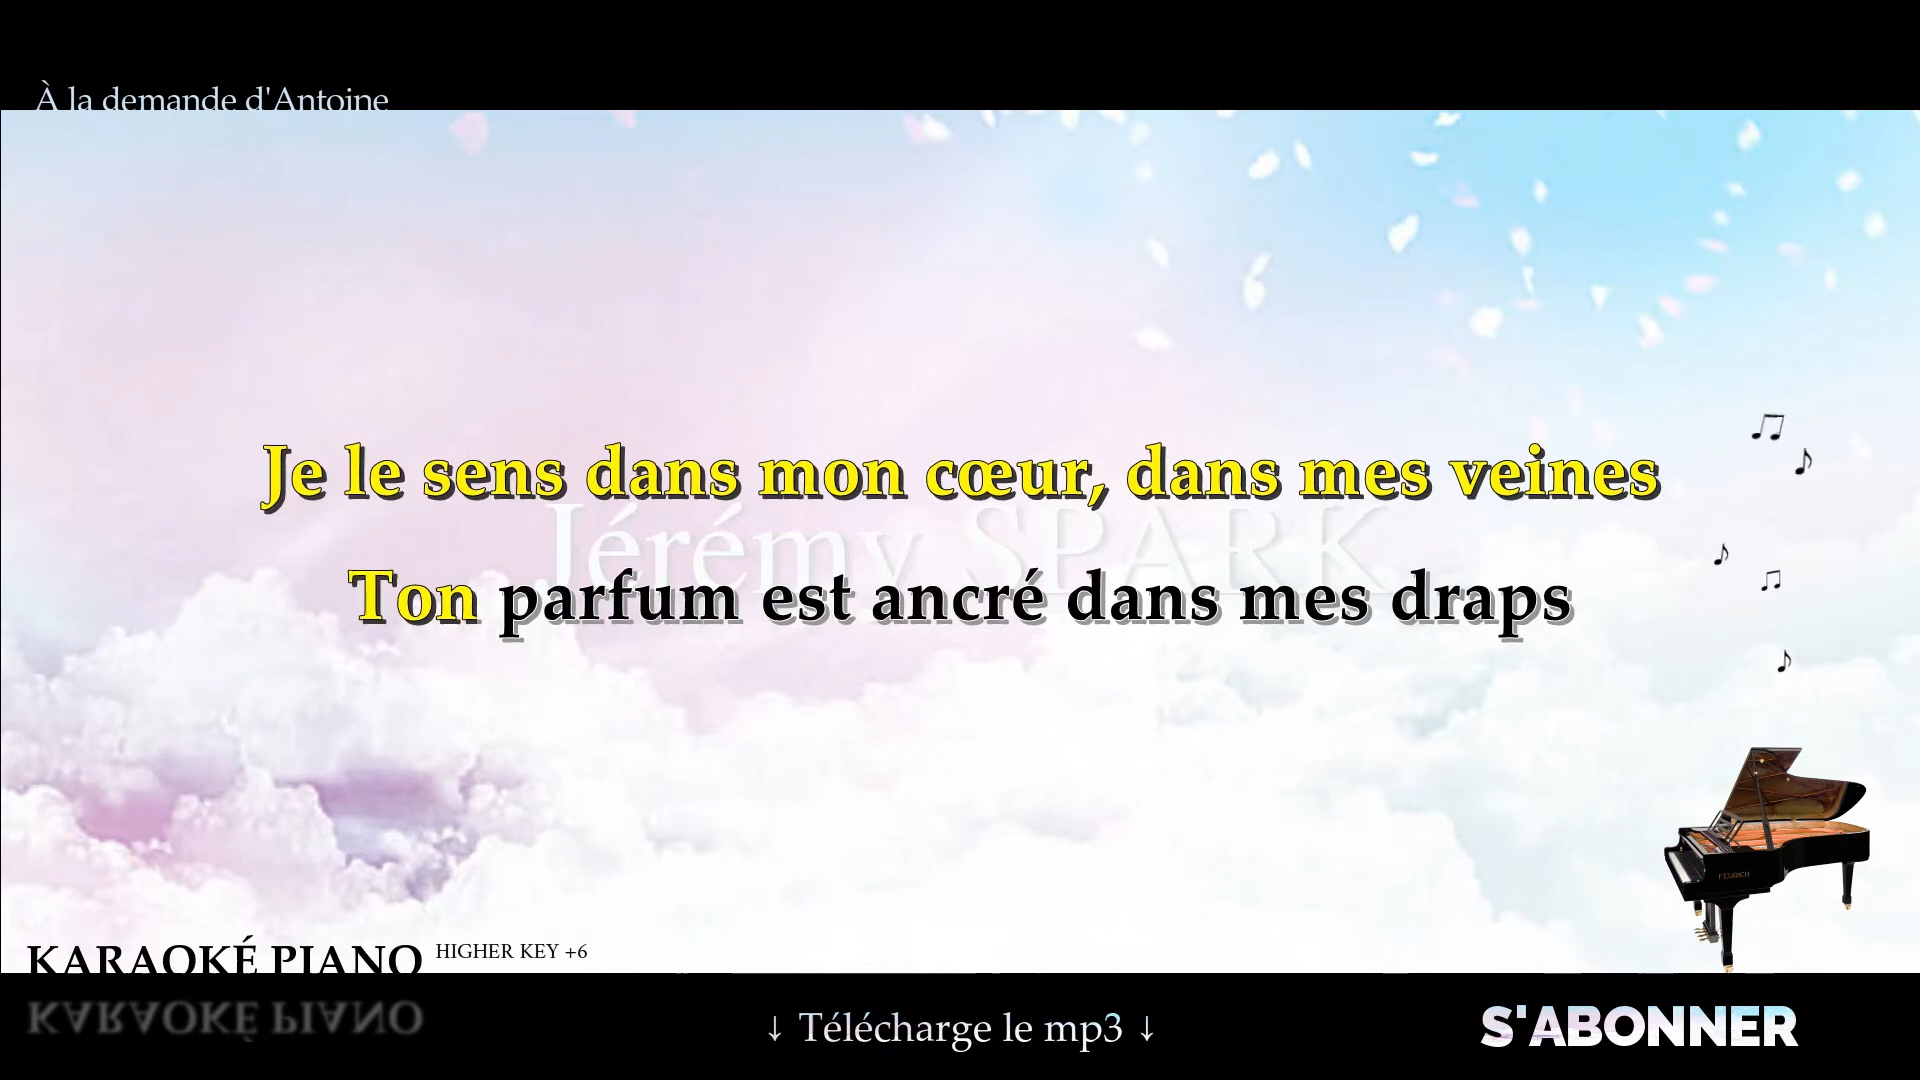 À la demande d'Antoine
Je le sens dans mon cœur, dans mes veines
Jérémy SPARK
Ton parfum est ancré dans mes draps
FEURICH
KARAOKÉ PIANO HIGHER KEY +6
KARAOKÉ PIANO
↓ Télécharge le mp3 ↓
S'ABONNER